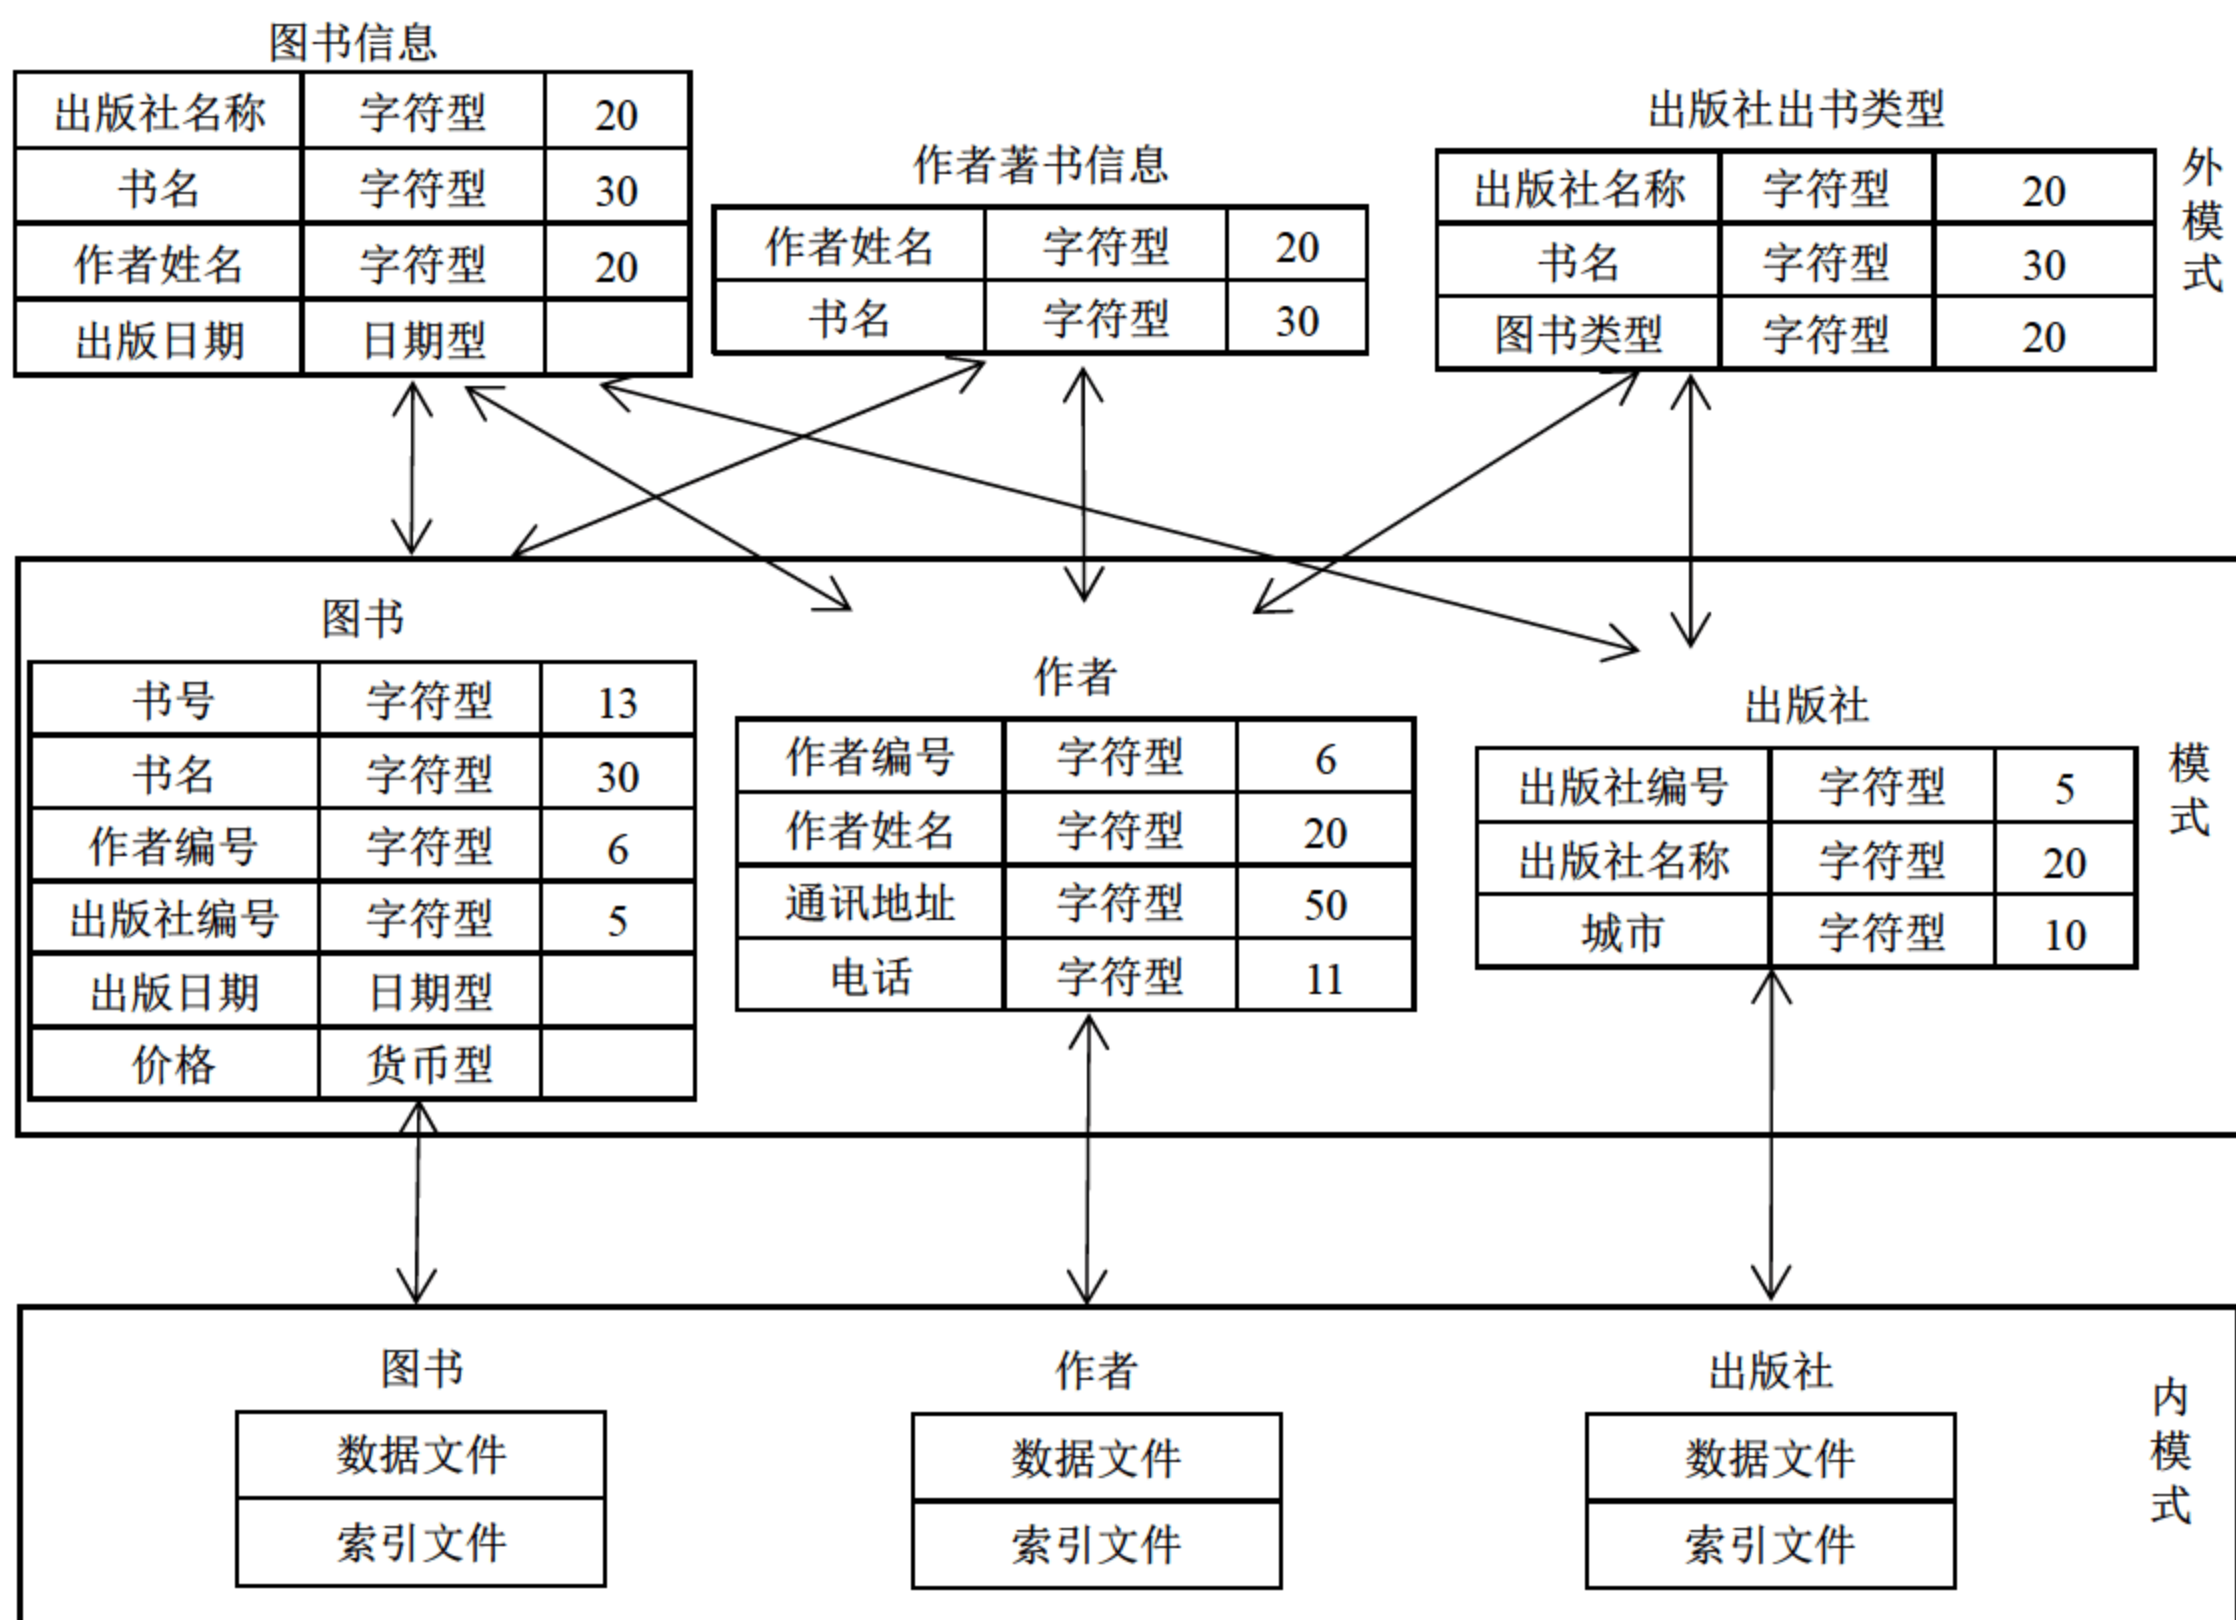 图书信息
出版社名称 字符型 20
书名 字符型 30
作者姓名 字符型 20
出版日期 日期型
作者著书信息
作者姓名 字符型 20
书名 字符型 30
出版社出书类型
出版社名称 字符型 20
书名 字符型 30
图书类型 字符型 20
外模式
图书
书号 字符型 13
书名 字符型 30
作者编号 字符型 6
出版社编号 字符型 5
出版日期 日期型
价格 货币型
作者
作者编号 字符型 6
作者姓名 字符型 20
通讯地址 字符型 50
电话 字符型 11
出版社
出版社编号 字符型 5
出版社名称 字符型 20
城市 字符型 10
模式
图书
数据文件
索引文件
作者
数据文件
索引文件
出版社
数据文件
索引文件
内模式